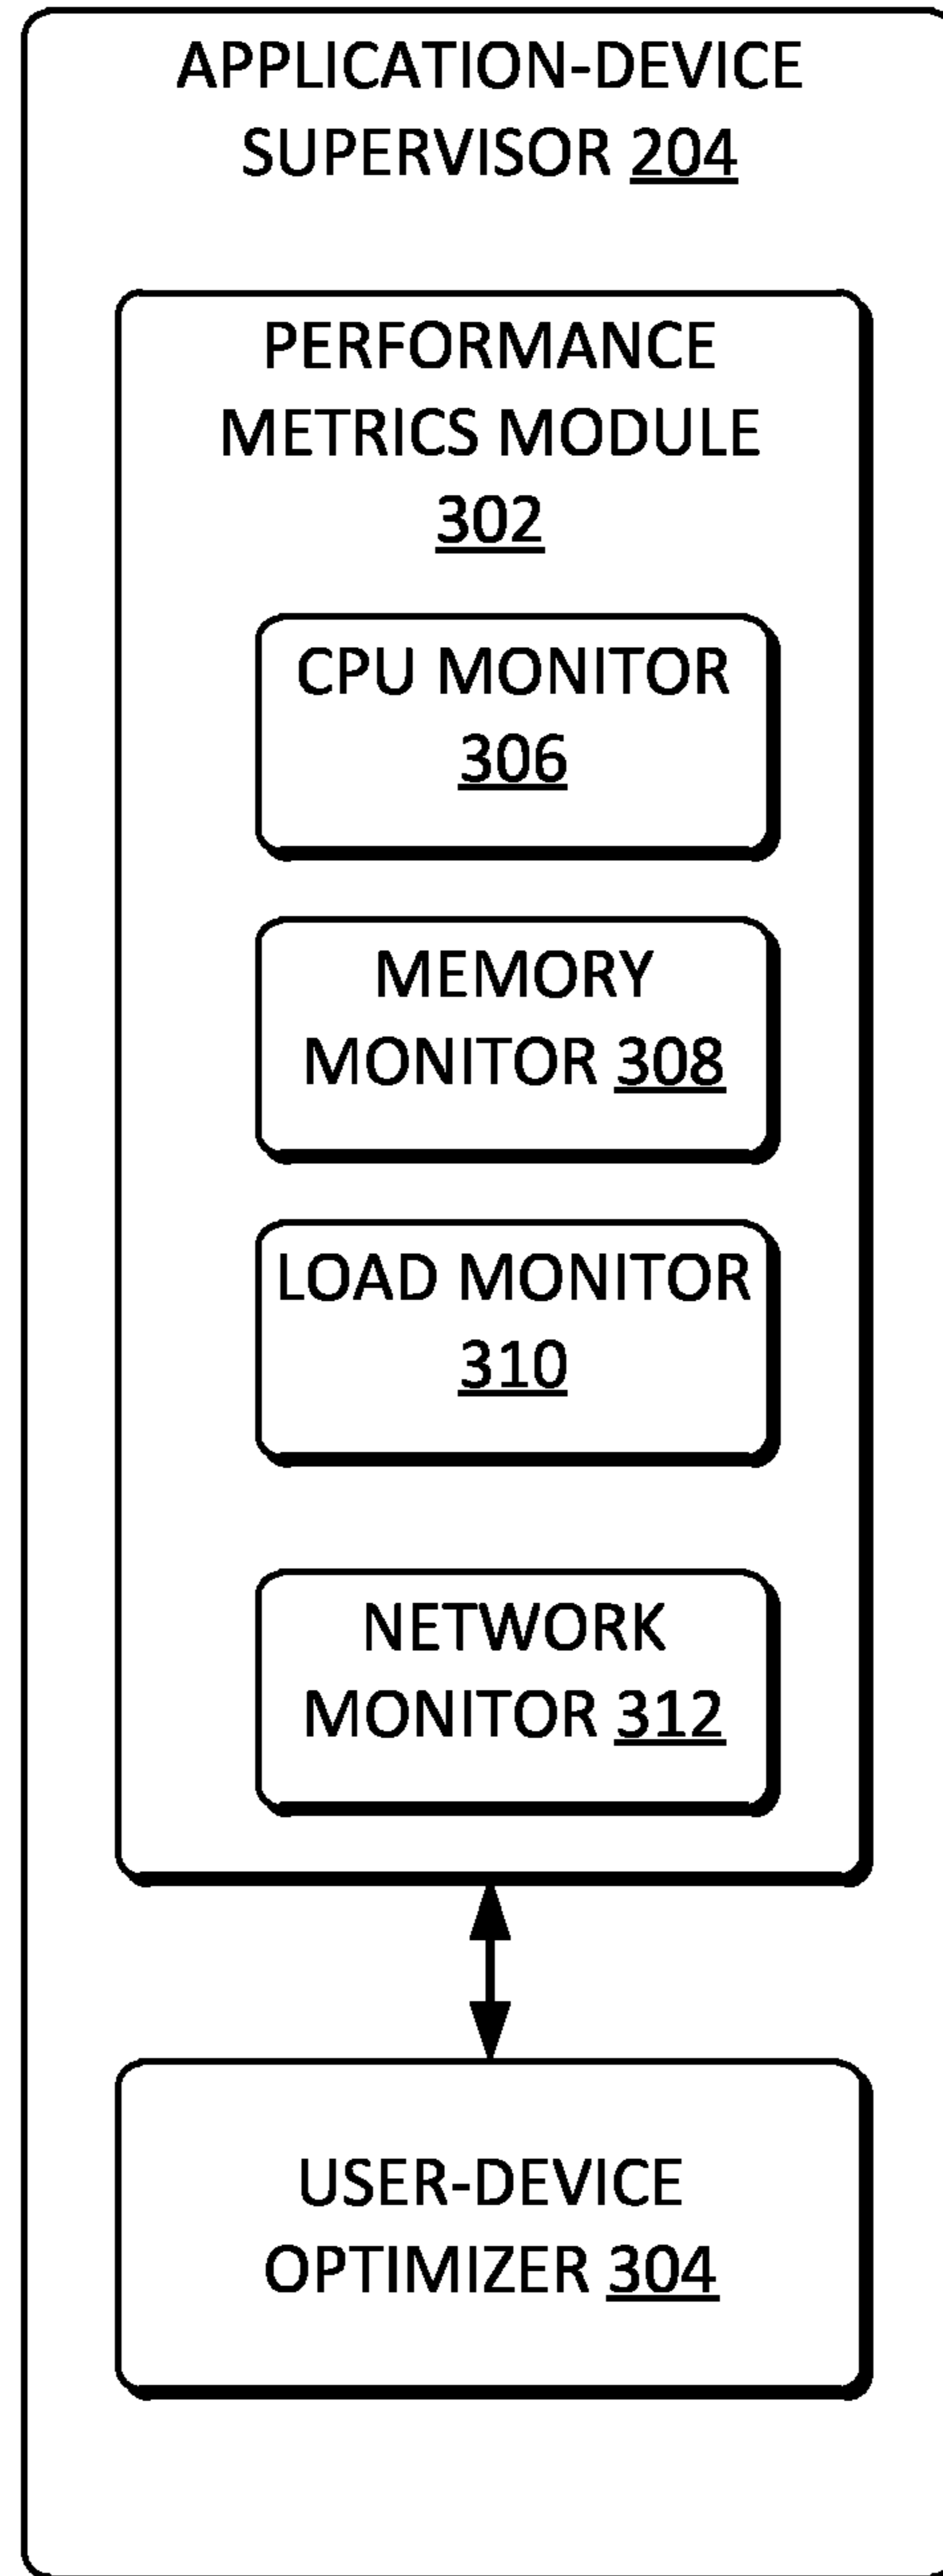 APPLICATION-DEVICE
SUPERVISOR 204
PERFORMANCE
METRICS MODULE
302
CPU MONITOR
306
MEMORY
MONITOR 308
LOAD MONITOR
310
NETWORK
MONITOR 312
USER-DEVICE
OPTIMIZER 304